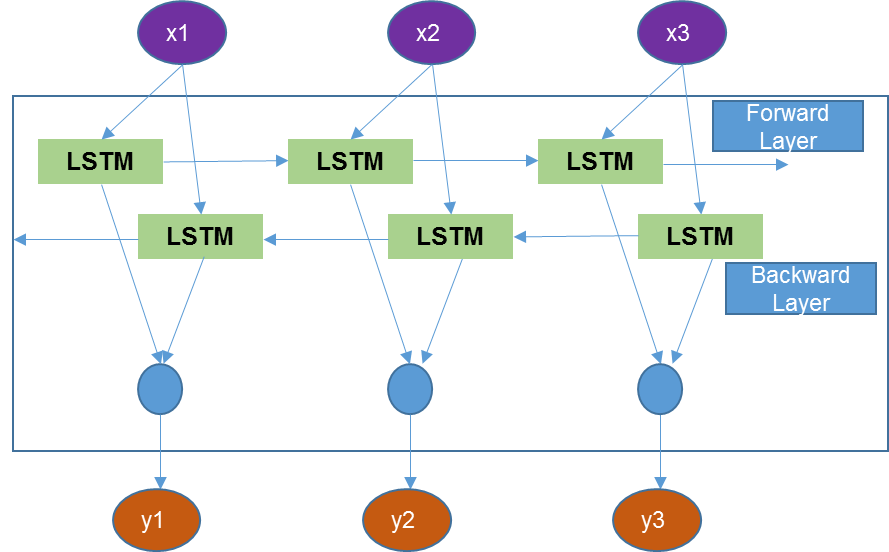 x1
x2
x3
Forward
Layer
LSTM
LSTM
LSTM
LSTM
LSTM
LSTM
Backward
Layer
y1
y2
y3